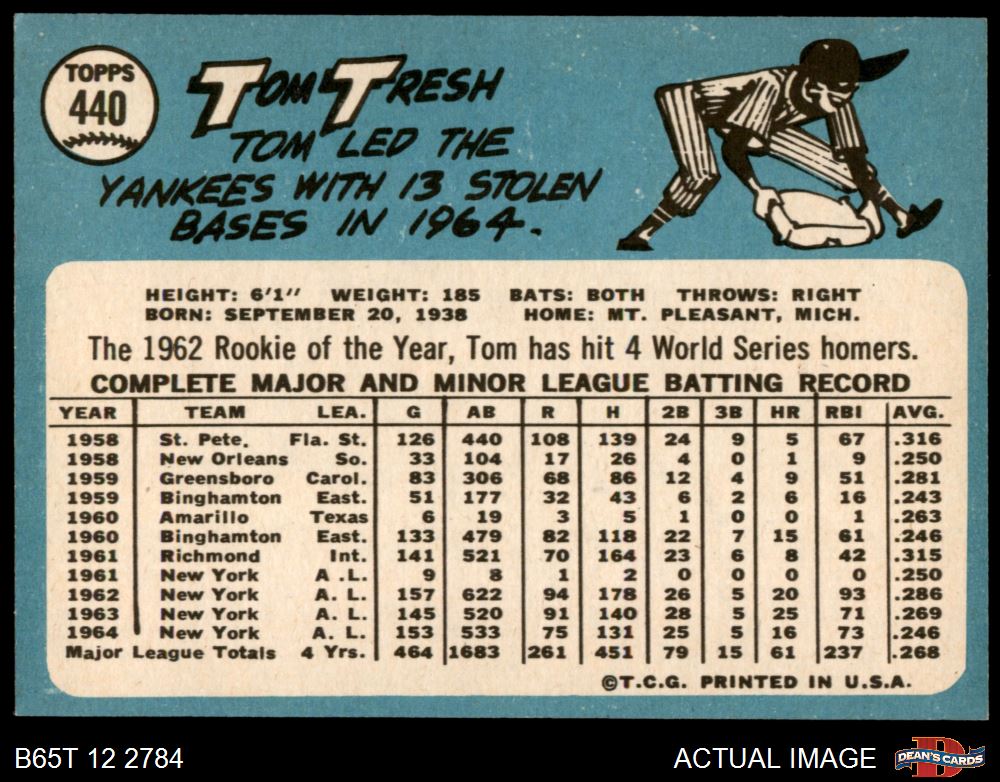 TOPPS
440
TOM TRESH
TOM LED THE
YANKEES WITH 13 STOLEN
BASES IN 1964.
HEIGHT: 6'1" WEIGHT: 185 BATS: BOTH THROWS: RIGHT
BORN: SEPTEMBER 20, 1938 HOME: MT. PLEASANT, MICH.
The 1962 Rookie of the Year, Tom has hit 4 World Series homers.
COMPLETE MAJOR AND MINOR LEAGUE BATTING RECORD
YEAR TEAM LEA. G AB R H 2B 3B HR RBI AVG.
1958 St. Pete. Fla. St. 126 440 108 139 24 9 5 67 .316
1958 New Orleans So. 33 104 17 26 4 0 1 9 .250
1959 Greensboro Carol. 83 306 68 86 12 4 9 51 .281
1959 Binghamton East. 51 177 32 43 6 2 6 16 .243
1960 Amarillo Texas 6 19 3 5 1 0 0 1 .263
1960 Binghamton East. 133 479 82 118 22 7 15 61 .246
1961 Richmond Int. 141 521 70 164 23 6 8 42 .315
1961 New York A .L. 9 8 1 2 0 0 0 0 .250
1962 New York A. L. 157 622 94 178 26 5 20 93 .286
1963 New York A. L. 145 520 91 140 28 5 25 71 .269
1964 New York A. L. 153 533 75 131 25 5 16 73 .246
Major League Totals 4 Yrs. 464 1683 261 451 79 15 61 237 .268
©T.C.G. PRINTED IN U.S.A.
B65T 12 2784 ACTUAL IMAGE D DEAN'S CARDS